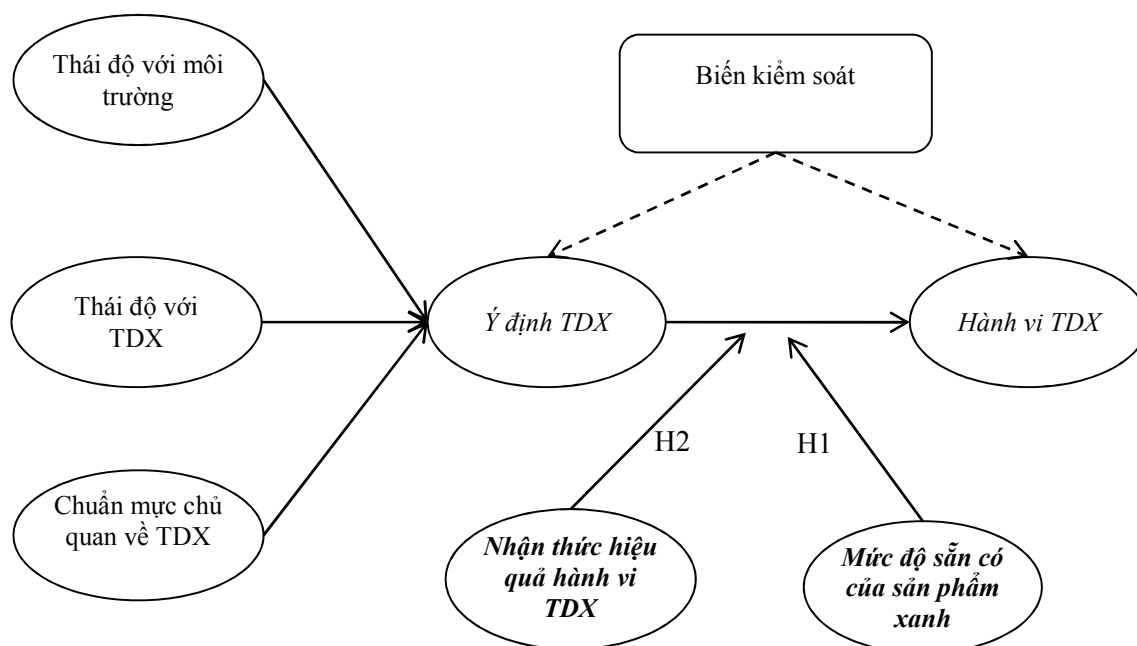 Thái độ với môi
trường
Biến kiểm soát
Thái độ với
TDX
Ý định TDX
Hành vi TDX
H2
H1
Chuẩn mực chủ
quan về TDX
Nhận thức hiệu
quả hành vi
TDX
Mức độ sẵn có
của sản phẩm
xanh